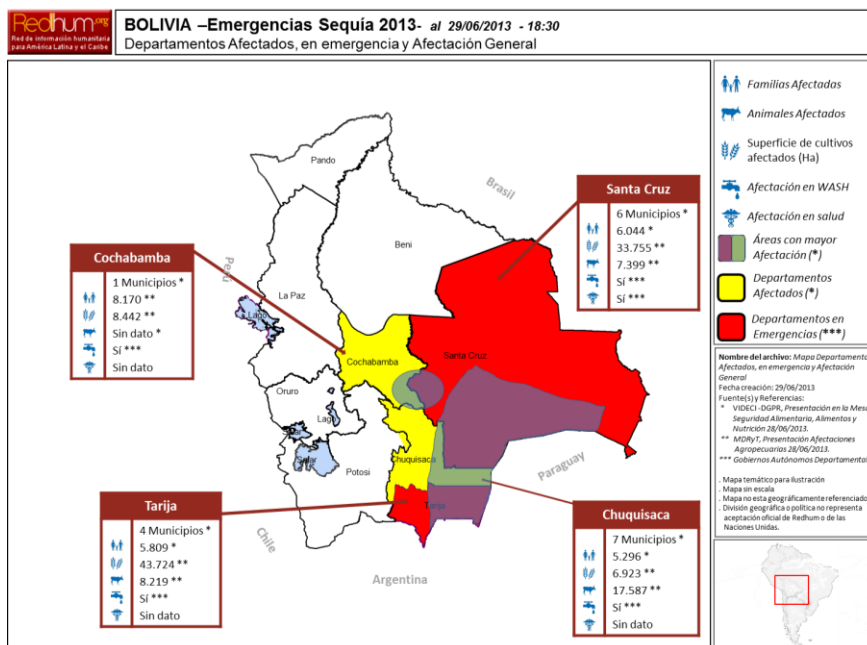 Redhum.org
Red de información humanitaria
para América Latina y el Caribe
BOLIVIA –Emergencias Sequía 2013- al 29/06/2013 - 18:30
Departamentos Afectados, en emergencia y Afectación General
Pando
Brasil
Beni
Perú
La Paz
Lago
Cochabamba
Santa Cruz
Oruro
Lago
Salar
Salar
Potosi
Chuquisaca
Paraguay
Tarija
Chile
Argentina
Cochabamba
1 Municipios *
8.170 **
8.442 **
Sin dato *
Sí ***
Sin dato
Santa Cruz
6 Municipios *
6.044 *
33.755 **
7.399 **
Sí ***
Sí ***
Tarija
4 Municipios *
5.809 *
43.724 **
8.219 **
Sí ***
Sin dato
Chuquisaca
7 Municipios *
5.296 *
6.923 **
17.587 **
Sí ***
Sin dato
Familias Afectadas
Animales Afectados
Superficie de cultivos
afectados (Ha)
Afectación en WASH
Afectación en salud
Áreas con mayor
Afectación (*)
Departamentos
Afectados (*)
Departamentos en
Emergencias (***)
Nombre del archivo: Mapa Departamento
Afectados, en emergencia y Afectación
General
Fecha creación: 29/06/2013
Fuente(s) y Referencias:
* VIDECI -DGPR, Presentación en la Mesa
Seguridad Alimentaria, Alimentos y
Nutrición 28/06/2013.
** MDRyT, Presentación Afectaciones
Agropecuarias 28/06/2013.
*** Gobiernos Autónomos Departamental
. Mapa temático para ilustración
. Mapa sin escala
. Mapa no esta geográficamente referenciado
. División geográfica o política no representa
aceptación oficial de Redhum o de las
Naciones Unidas.